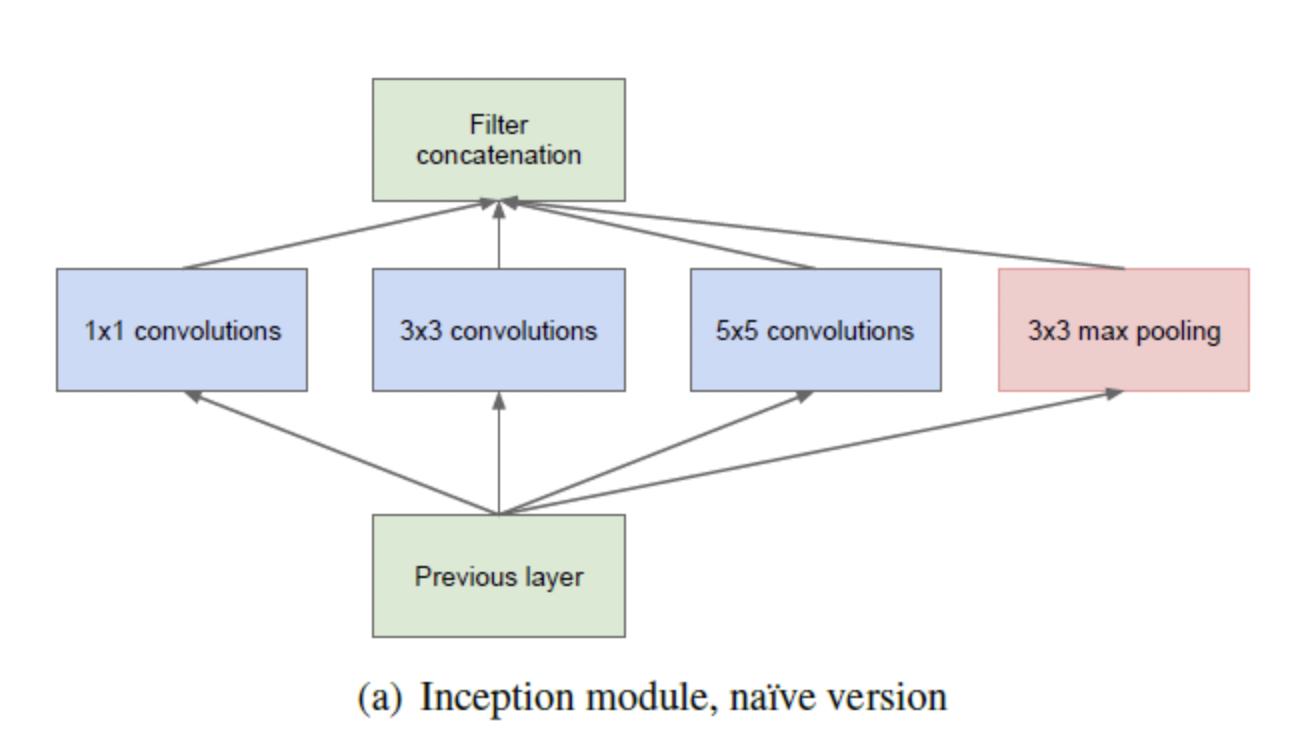 Filter
concatenation
1x1 convolutions
3x3 convolutions
5x5 convolutions
3x3 max pooling
Previous layer
(a) Inception module, naïve version